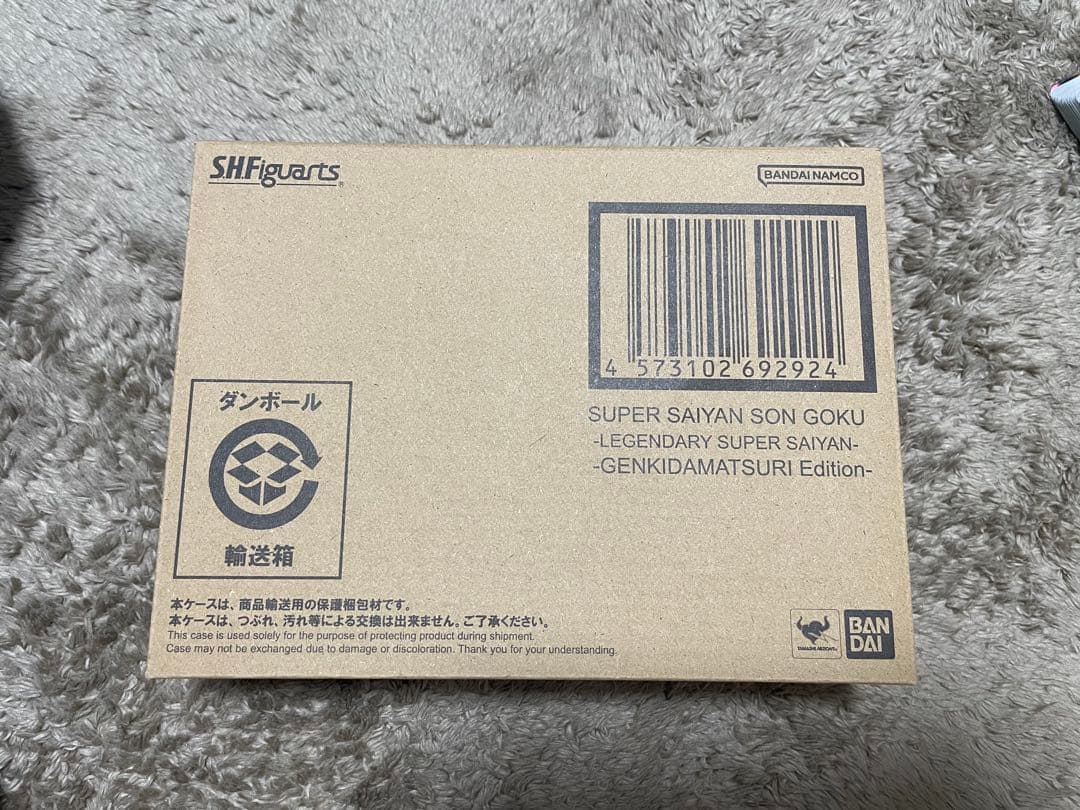 S.H.Figuarts®
BANDAI NAMCO
4 573102 692924
SUPER SAIYAN SON GOKU
-LEGENDARY SUPER SAIYAN-
-GENKIDAMATSURI Edition-
ダンボール
輸送箱
本ケースは、商品輸送用の保護梱包材です。
本ケースは、つぶれ、汚れ等による交換は出来ません。ご了承ください。
This case is used solely for the purpose of protecting product during shipment.
Case may not be exchanged due to damage or discoloration. Thank you for your understanding.
TAMASHII NATIONS
BAN
DAI